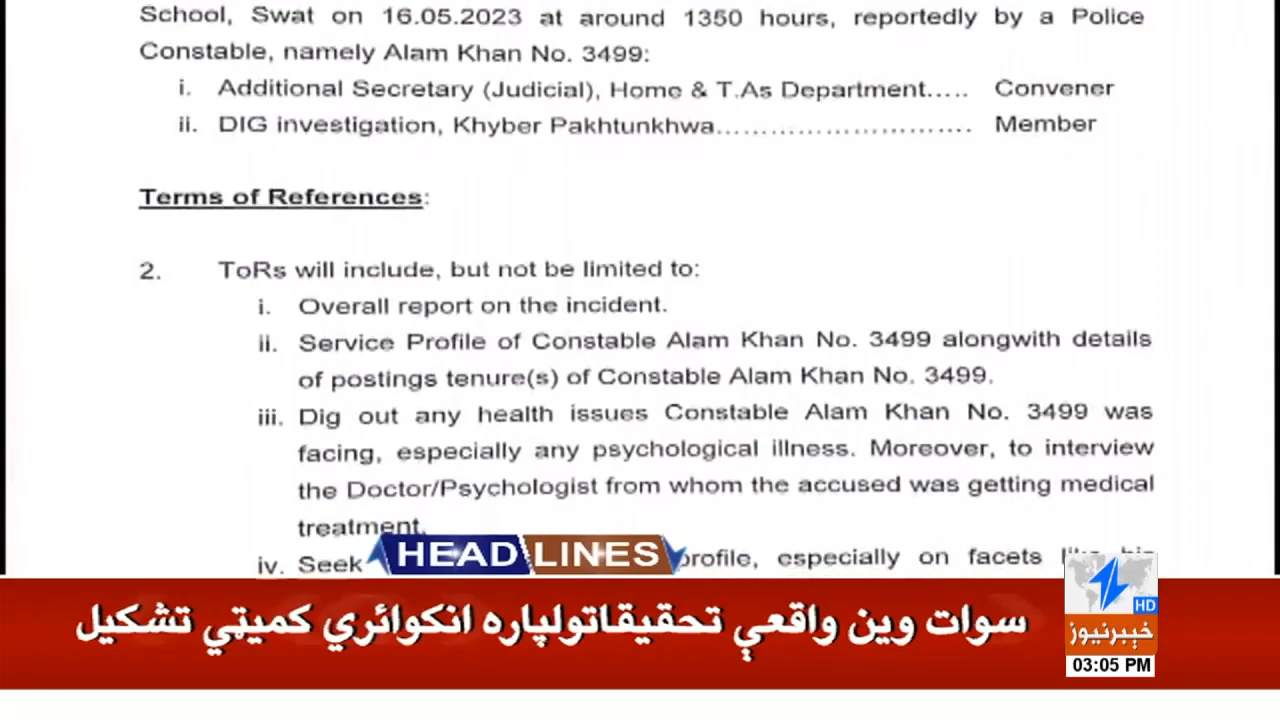 School, Swat on 16.05.2023 at around 1350 hours, reportedly by a Police
Constable, namely Alam Khan No. 3499:
i. Additional Secretary (Judicial), Home & T.As Department..... Convener
ii. DIG investigation, Khyber Pakhtunkhwa............................. Member
Terms of References:
2. ToRs will include, but not be limited to:
i. Overall report on the incident.
ii. Service Profile of Constable Alam Khan No. 3499 alongwith details
of postings tenure(s) of Constable Alam Khan No. 3499.
iii. Dig out any health issues Constable Alam Khan No. 3499 was
facing, especially any psychological illness. Moreover, to interview
the Doctor/Psychologist from whom the accused was getting medical
treatment.
iv. Seek profile, especially on facets
HEADLINES
سوات وین واقعې تحقیقاتولپاره انکوائري کمیټي تشکیل
HD
خیبرنیوز
03:05 PM